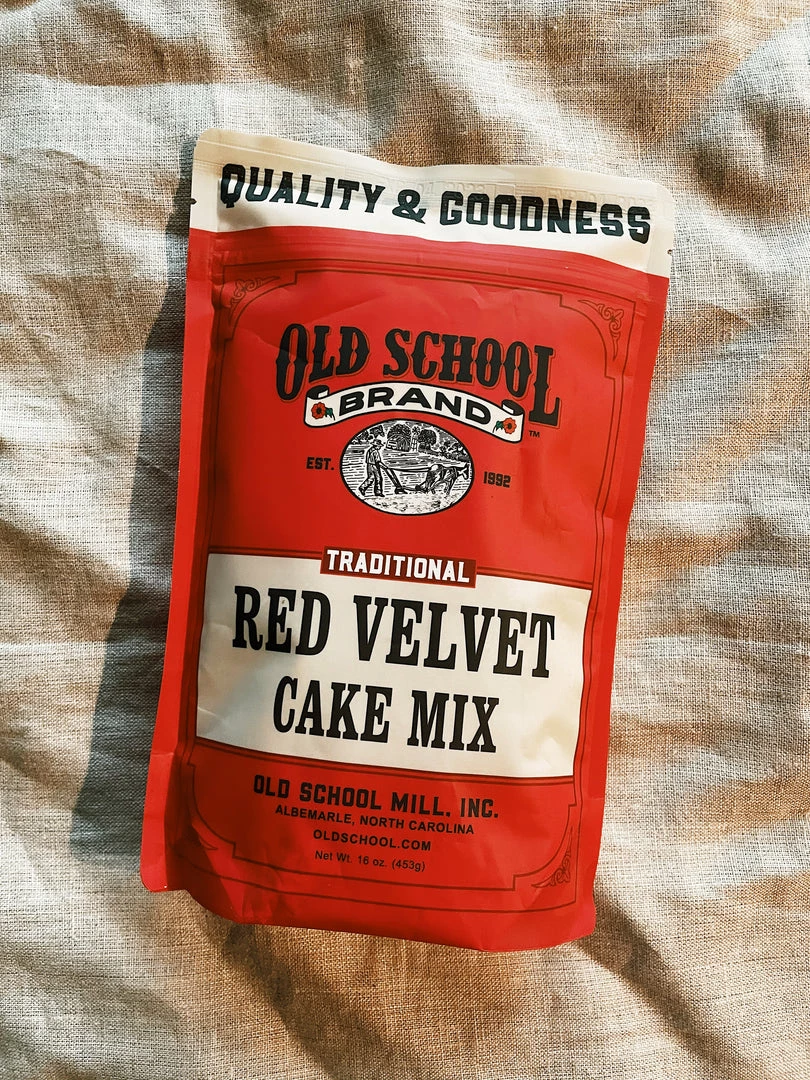 QUALITY & GOODNESS
OLD SCHOOL
BRAND
™
EST. 1992
TRADITIONAL
RED VELVET
CAKE MIX
OLD SCHOOL MILL, INC.
ALBEMARLE, NORTH CAROLINA
OLDSCHOOL.COM
Net Wt. 16 oz. (453g)